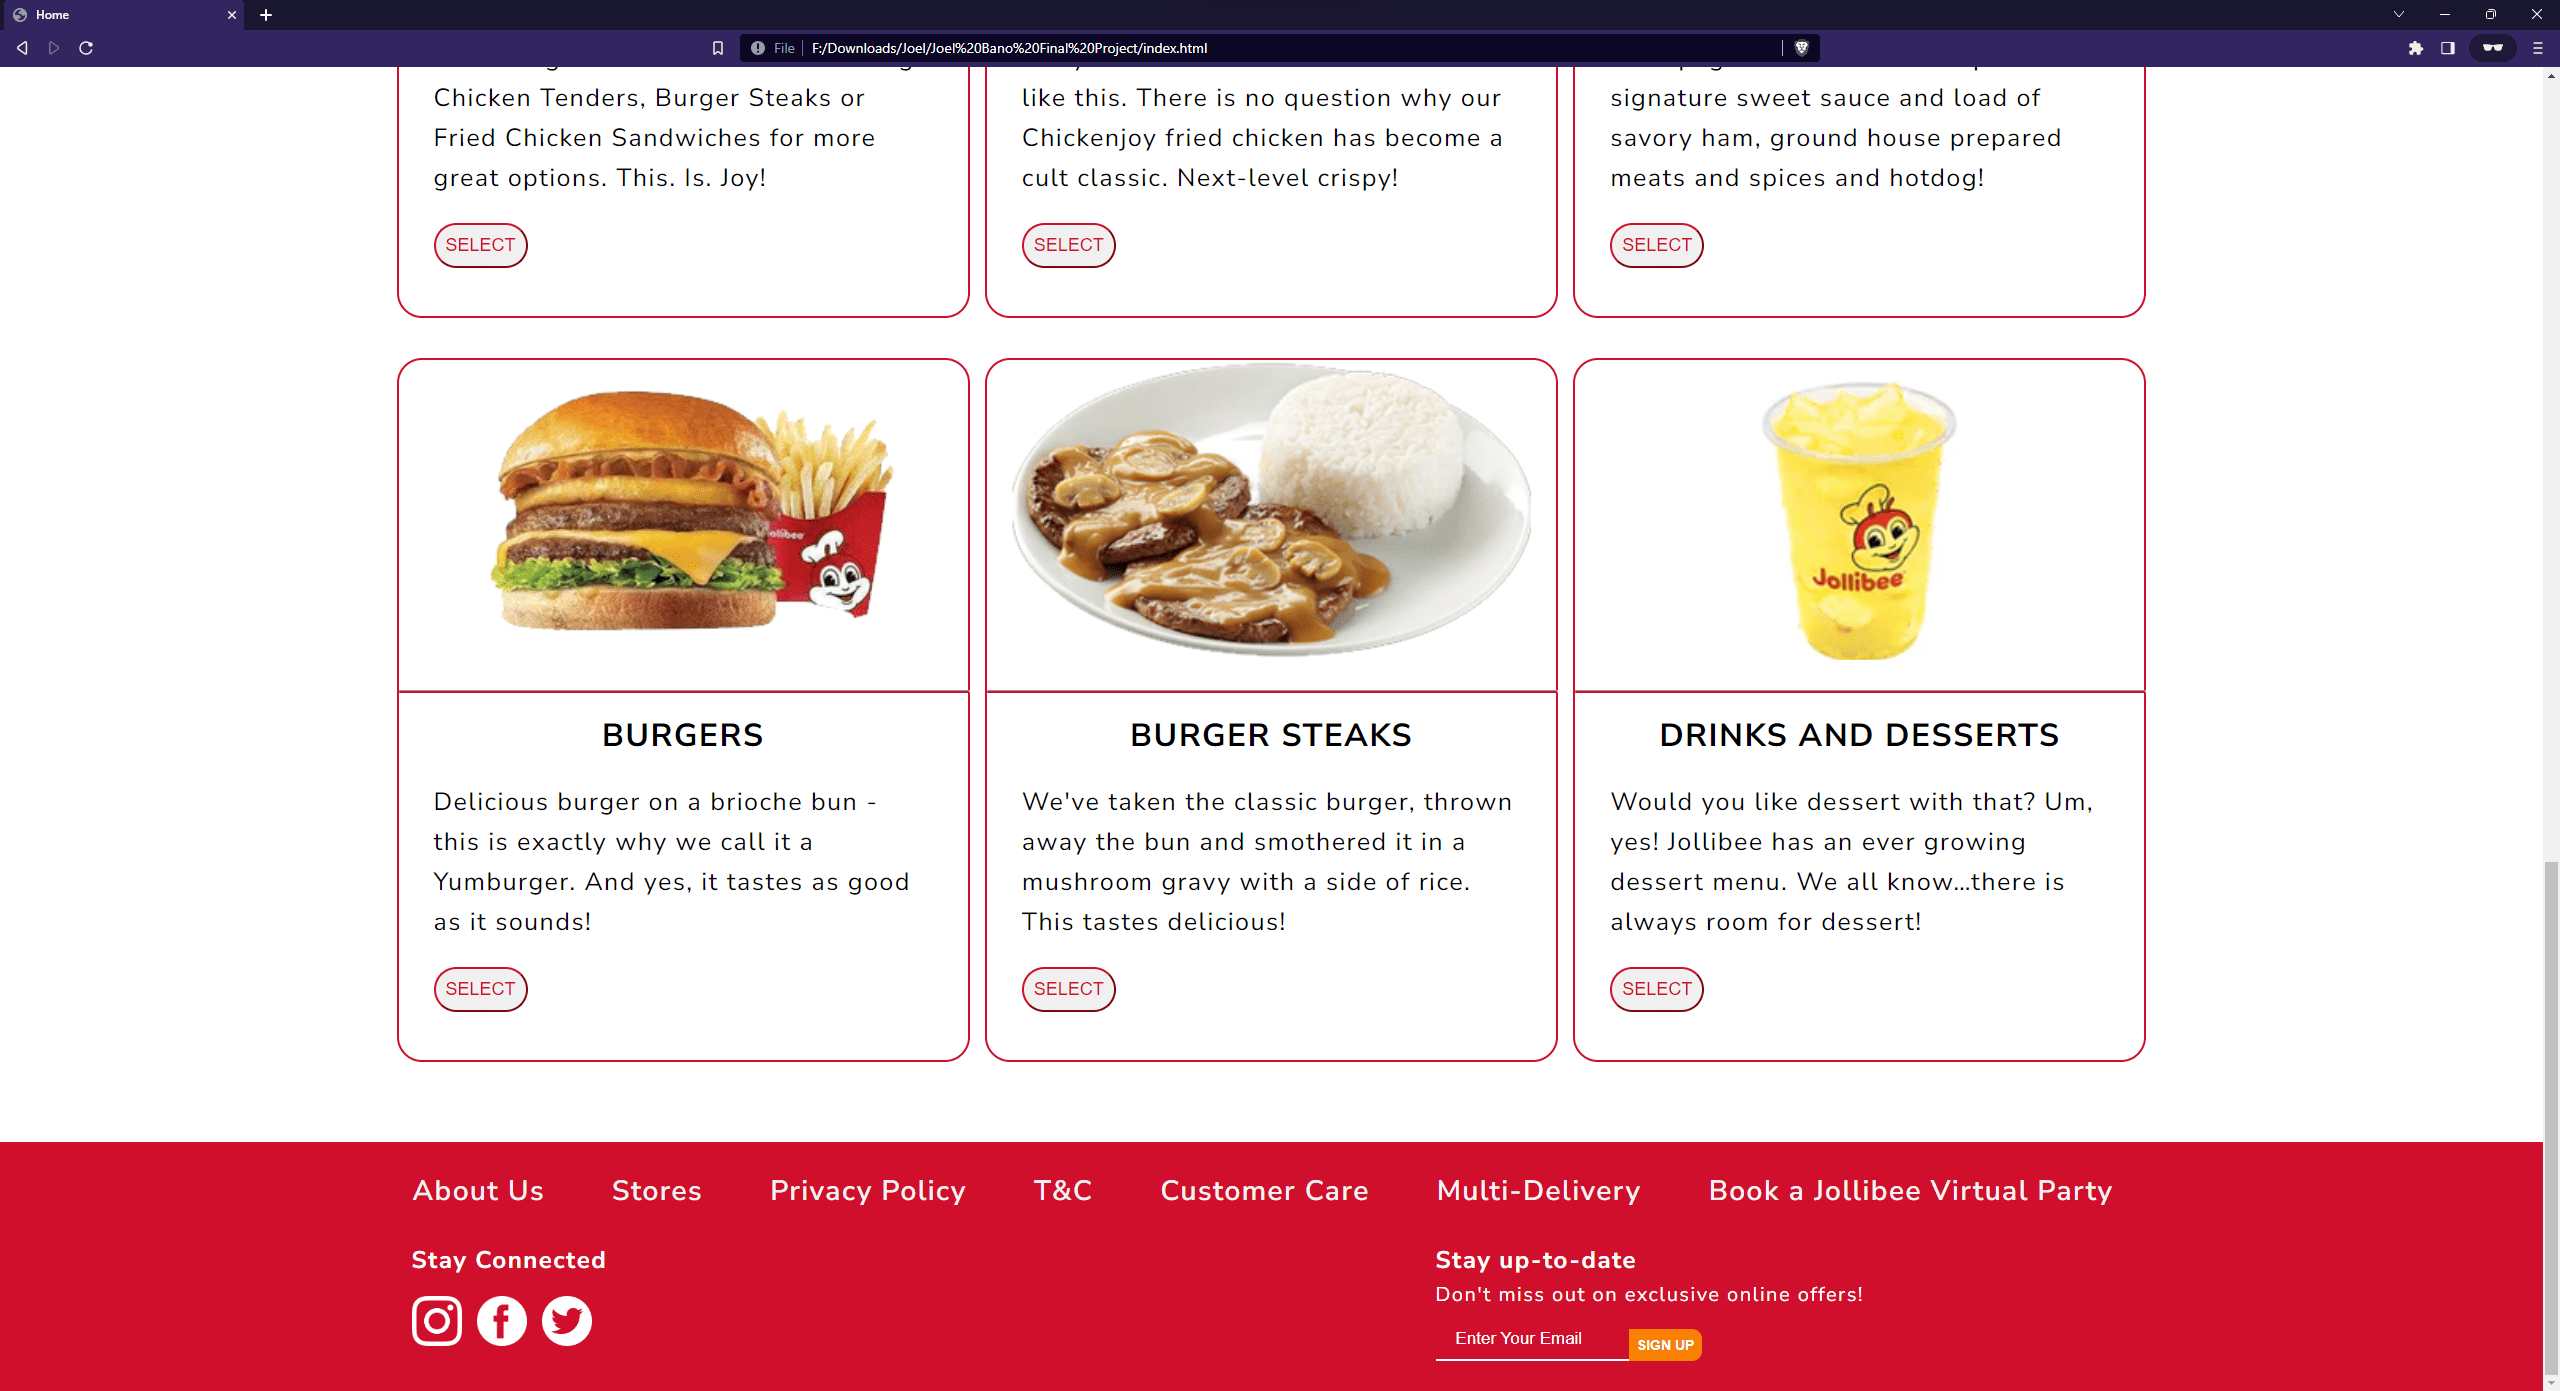 Home
File F:/Downloads/Joel/Joel%20Bano%20Final%20Project/index.html
Chicken Tenders, Burger Steaks or
Fried Chicken Sandwiches for more
great options. This. Is. Joy!
SELECT
like this. There is no question why our
Chickenjoy fried chicken has become a
cult classic. Next-level crispy!
SELECT
signature sweet sauce and load of
savory ham, ground house prepared
meats and spices and hotdog!
SELECT
Jollibee
BURGERS
Delicious burger on a brioche bun -
this is exactly why we call it a
Yumburger. And yes, it tastes as good
as it sounds!
SELECT
BURGER STEAKS
We've taken the classic burger, thrown
away the bun and smothered it in a
mushroom gravy with a side of rice.
This tastes delicious!
SELECT
Jollibee
DRINKS AND DESSERTS
Would you like dessert with that? Um,
yes! Jollibee has an ever growing
dessert menu. We all know...there is
always room for dessert!
SELECT
About Us Stores Privacy Policy T&C Customer Care Multi-Delivery Book a Jollibee Virtual Party
Stay Connected
Stay up-to-date
Don't miss out on exclusive online offers!
Enter Your Email SIGN UP